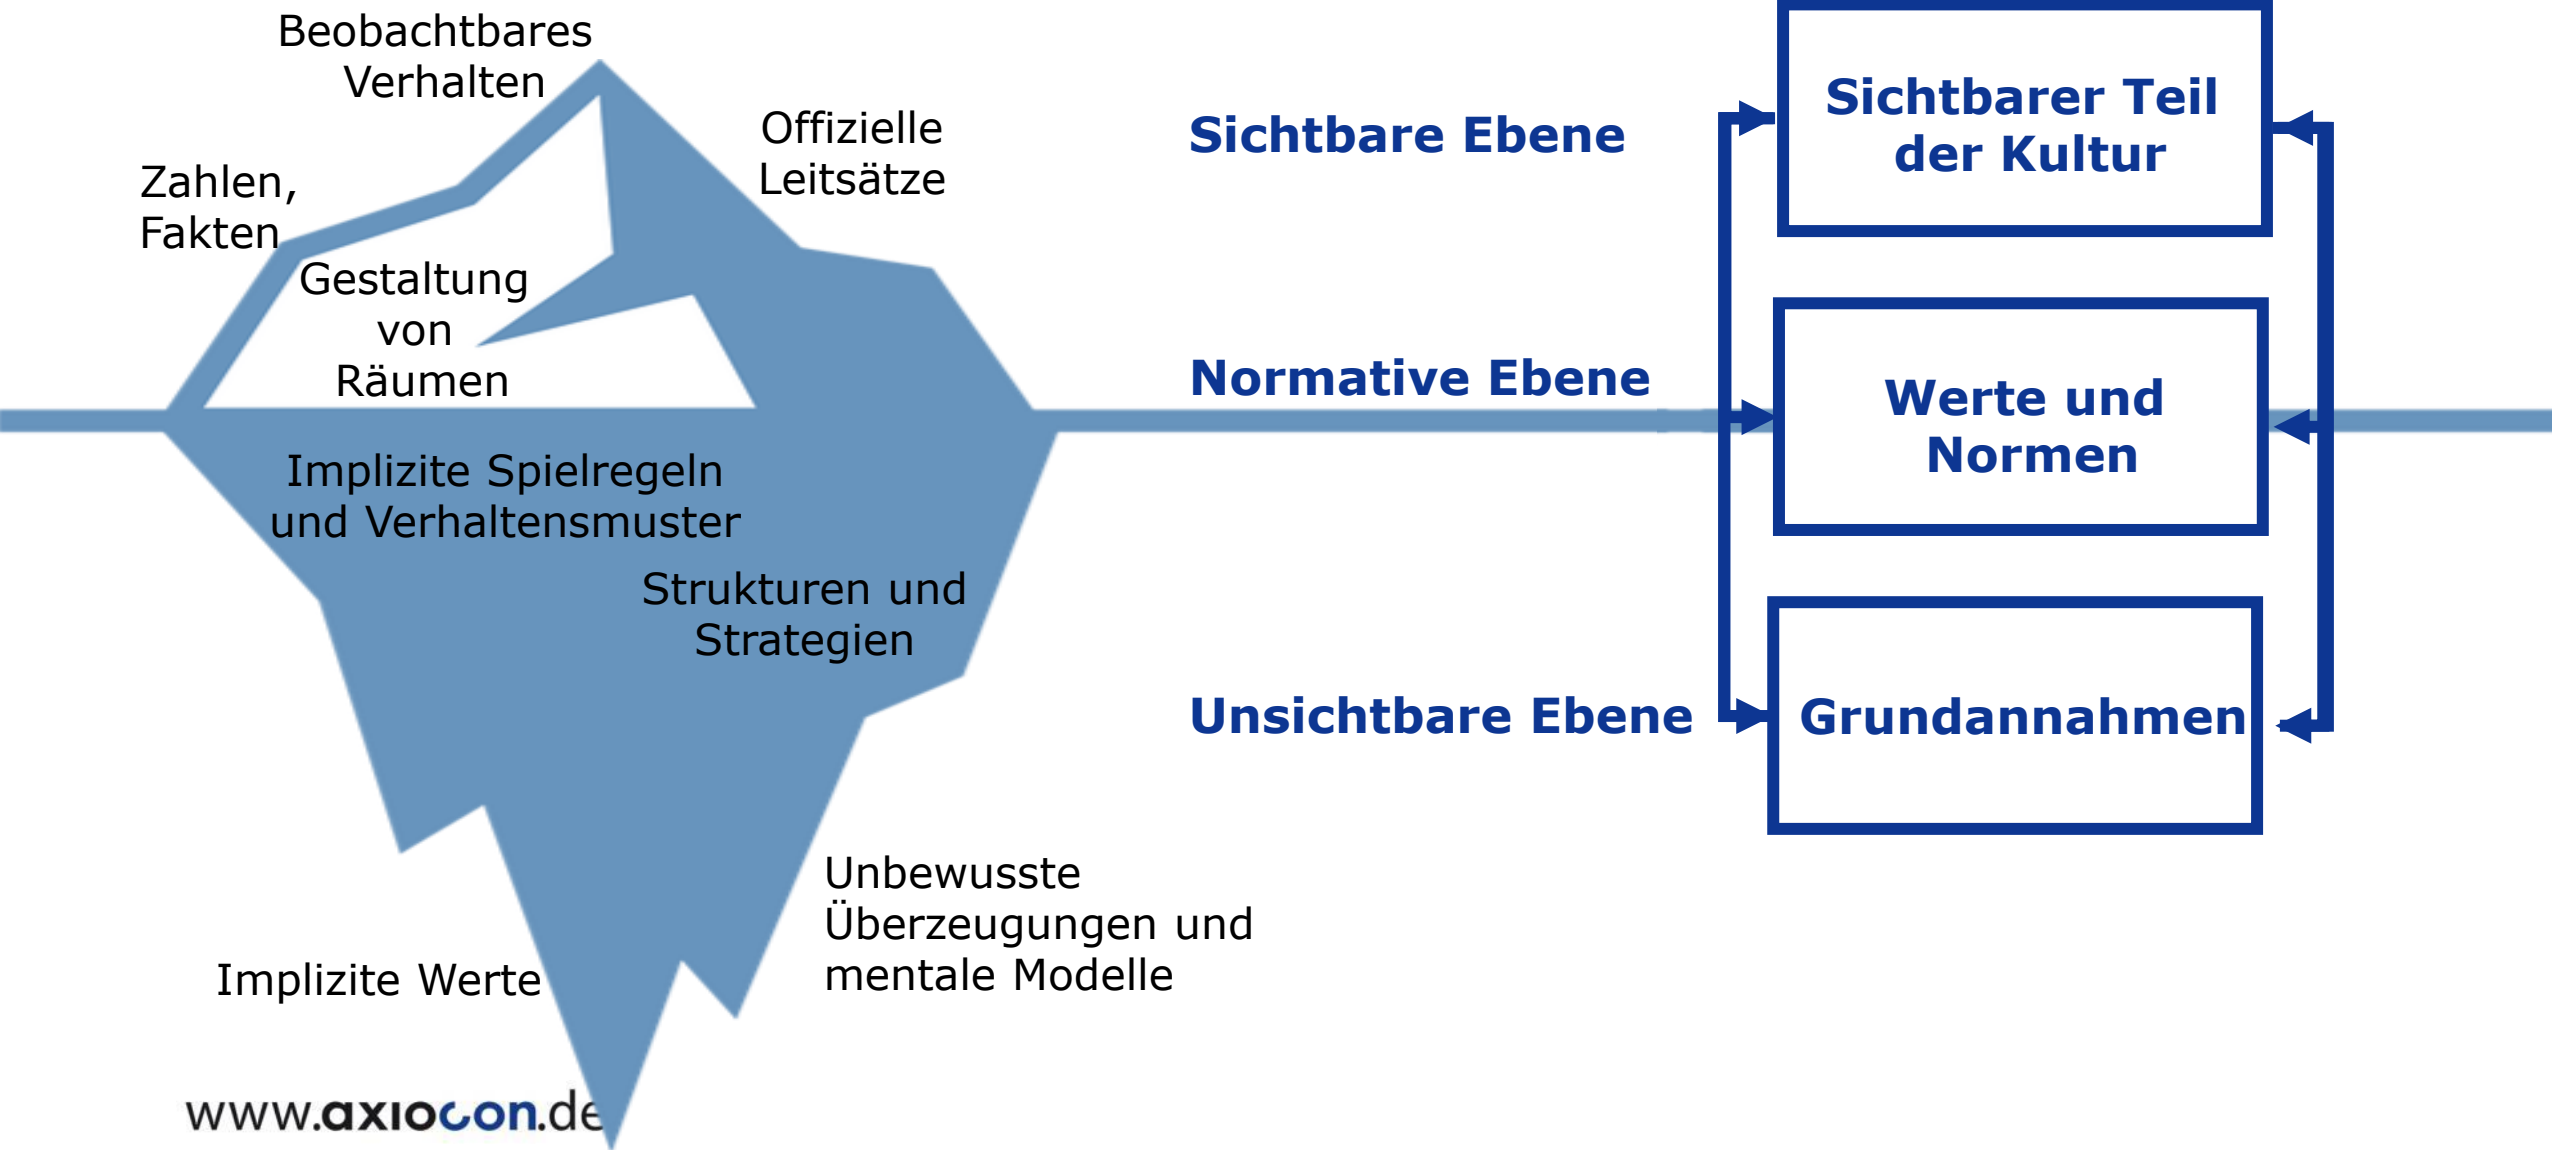 Beobachtbares
Verhalten
Offizielle
Leitsätze
Zahlen,
Fakten
Gestaltung
von
Räumen
Implizite Spielregeln
und Verhaltensmuster
Strukturen und
Strategien
Unbewusste
Überzeugungen und
mentale Modelle
Implizite Werte
www.axiocon.de
Sichtbare Ebene
Sichtbarer Teil
der Kultur
Normative Ebene
Werte und
Normen
Unsichtbare Ebene
Grundannahmen